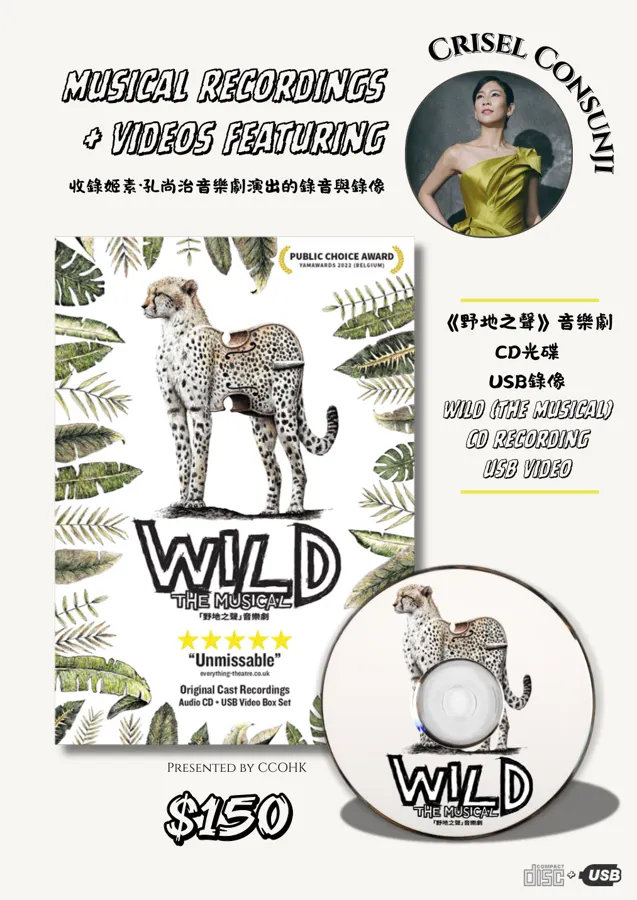 CRISEL CONSUNJI
MUSICAL RECORDINGS
+ VIDEOS FEATURING
收錄姬素·孔尚治音樂劇演出的錄音與錄像
PUBLIC CHOICE AWARD
YAMAWARDS 2022 (BELGIUM)
《野地之聲》音樂劇
CD光碟
USB錄像
WILD (THE MUSICAL)
CD RECORDING
USB VIDEO
WILD
THE MUSICAL
「野地之聲」音樂劇
“Unmissable”
everything-theatre.co.uk
Original Cast Recordings
Audio CD + USB Video Box Set
WILD
THE MUSICAL
「野地之聲」音樂劇
PRESENTED BY CCOHK
$150
COMPACT
disc + USB